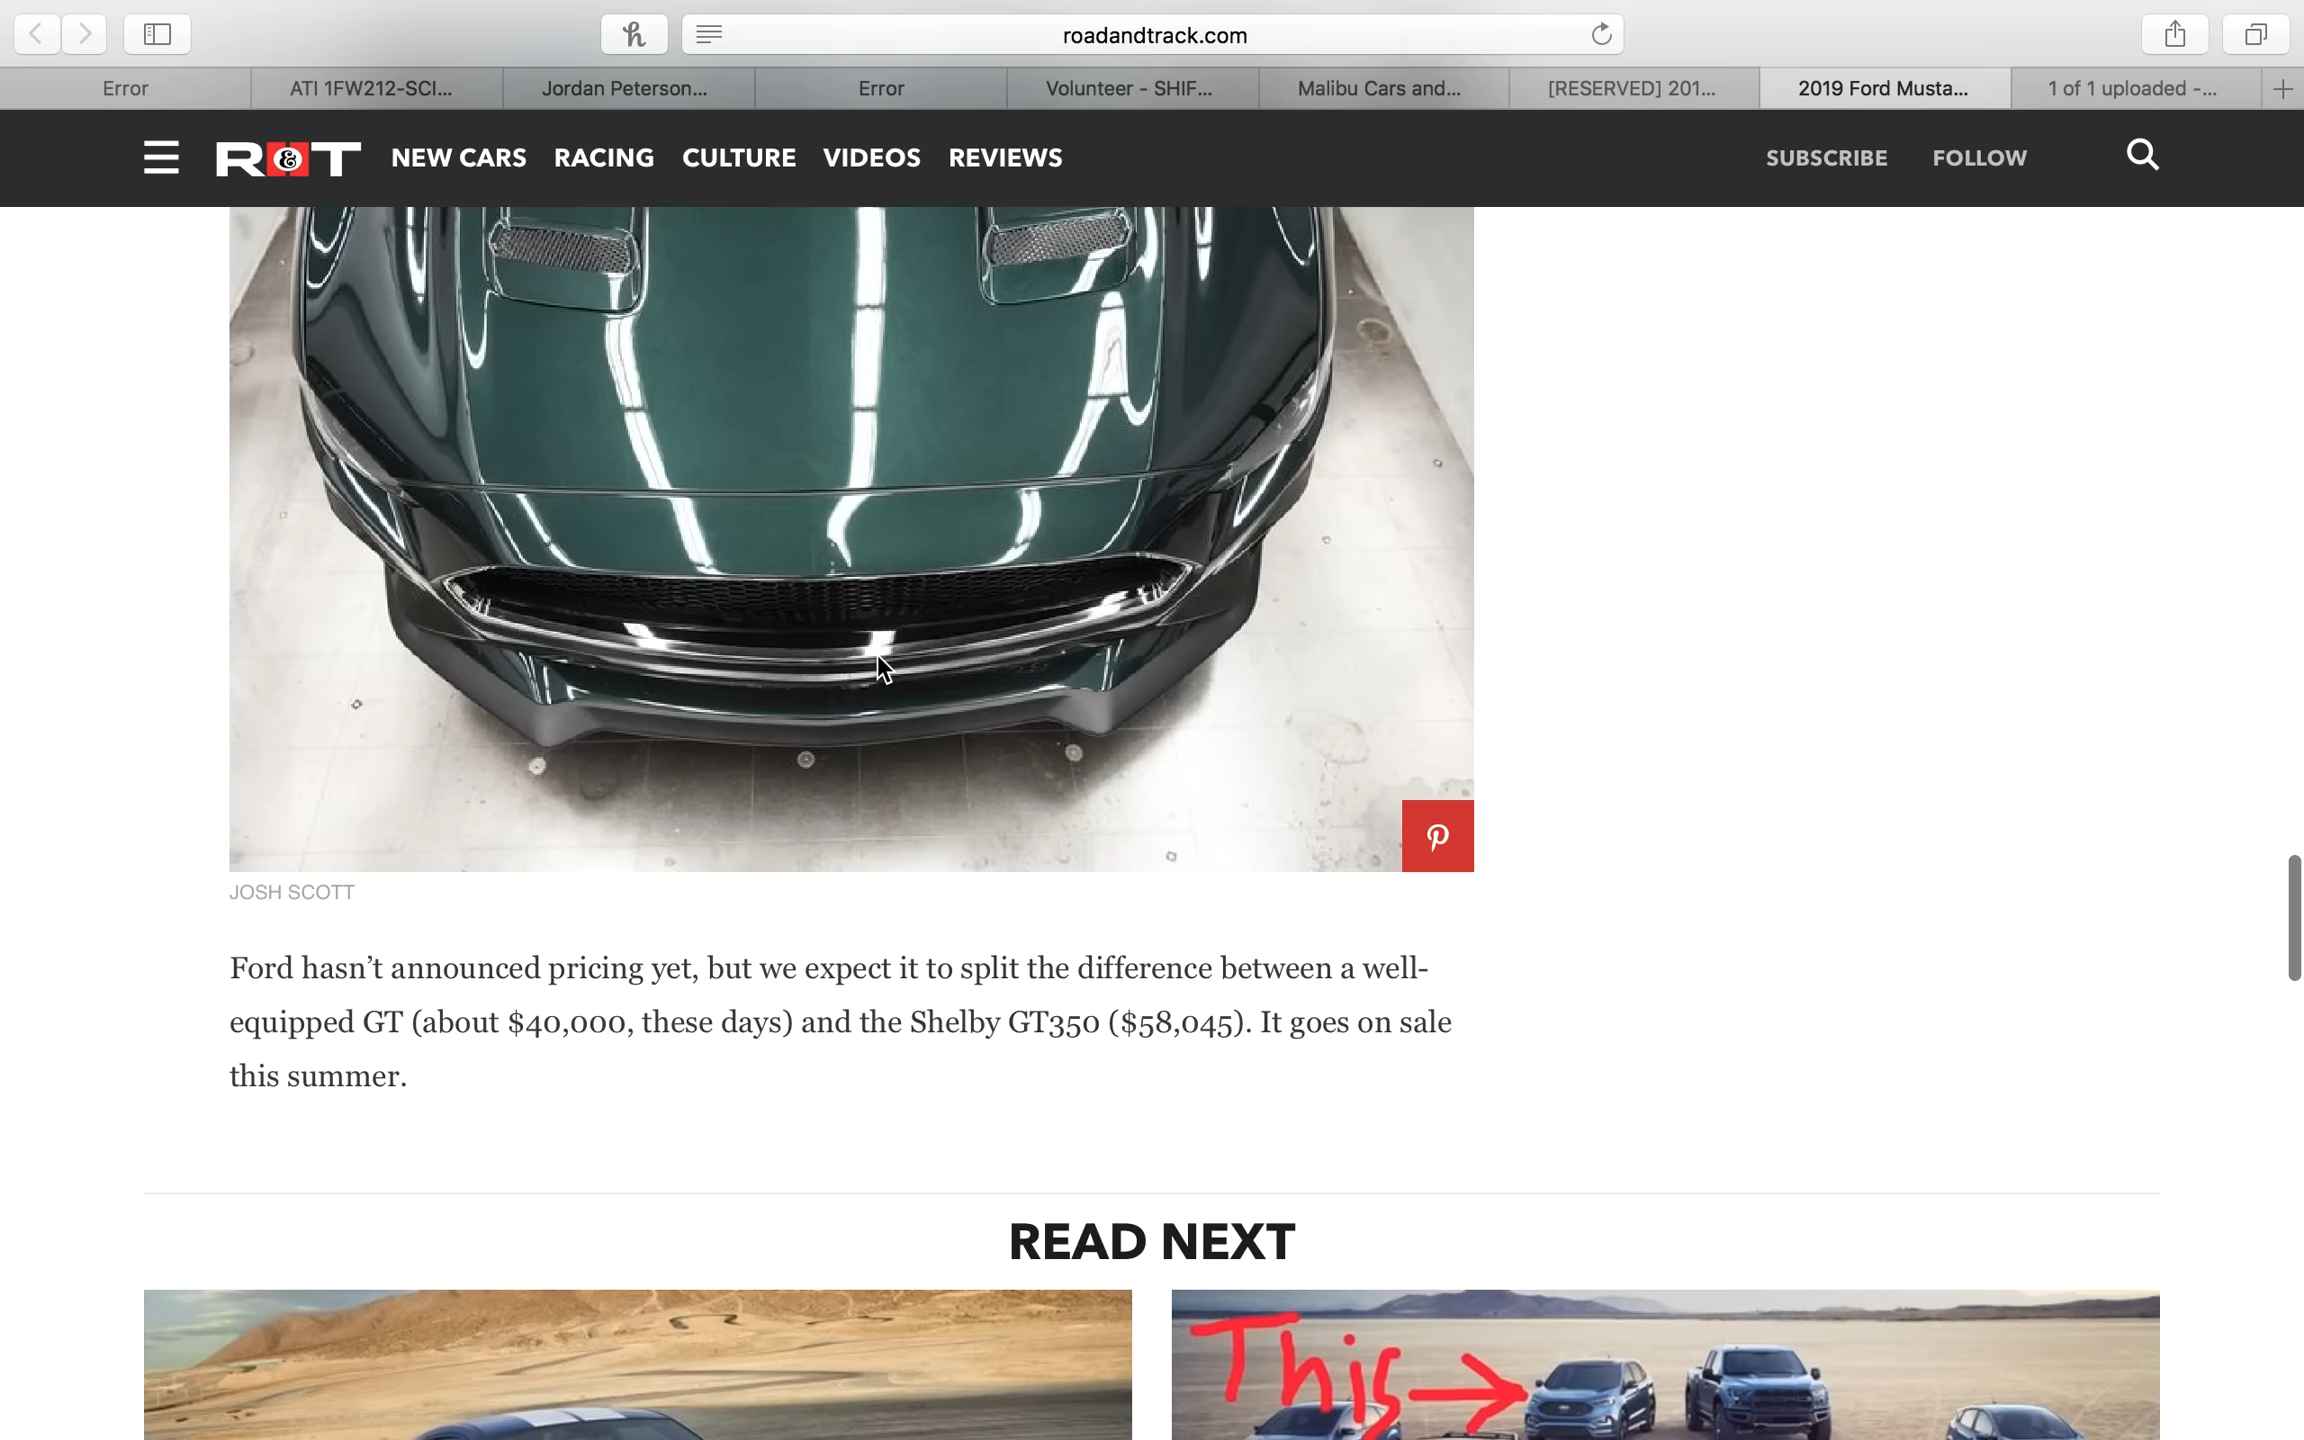 roadandtrack.com
Error
ATI 1FW212-SCI...
Jordan Peterson...
Error
Volunteer - SHIF...
Malibu Cars and...
[RESERVED] 201...
2019 Ford Musta...
1 of 1 uploaded -...
R&T
NEW CARS
RACING
CULTURE
VIDEOS
REVIEWS
SUBSCRIBE
FOLLOW
JOSH SCOTT
Ford hasn’t announced pricing yet, but we expect it to split the difference between a well-
equipped GT (about $40,000, these days) and the Shelby GT350 ($58,045). It goes on sale
this summer.
READ NEXT
This